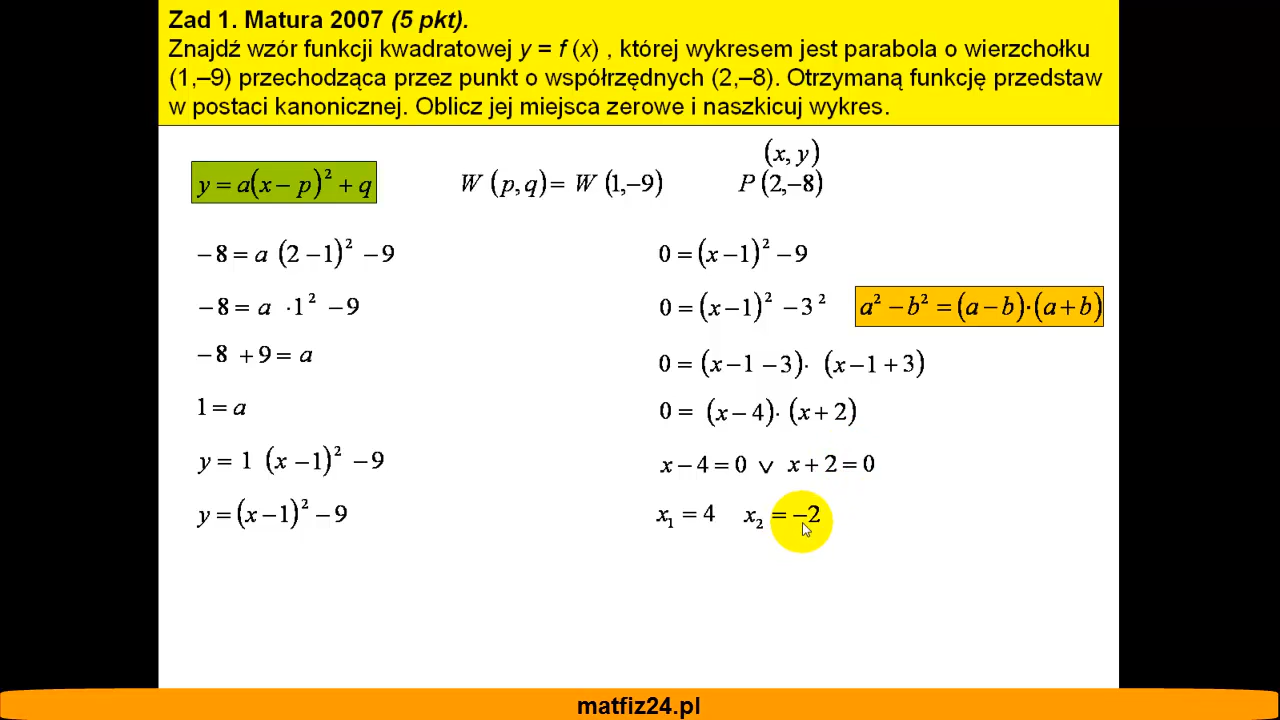 Zad 1. Matura 2007 (5 pkt).
Znajdź wzór funkcji kwadratowej y = f (x) , której wykresem jest parabola o wierzchołku
(1,–9) przechodząca przez punkt o współrzędnych (2,–8). Otrzymaną funkcję przedstaw
w postaci kanonicznej. Oblicz jej miejsca zerowe i naszkicuj wykres.
(x, y)
y = a(x − p)² + q W (p, q) = W (1,−9) P (2,−8)
−8 = a (2 −1)² −9
−8 = a ·1² −9
−8 +9 = a
1 = a
y = 1 (x −1)² −9
y = (x −1)² −9
0 = (x −1)² −9
0 = (x −1)² −3² a² − b² = (a − b)·(a + b)
0 = (x −1 −3)· (x −1 +3)
0 = (x − 4)· (x + 2)
x − 4 = 0 ∨ x + 2 = 0
x₁ = 4 x₂ = −2
matfiz24.pl